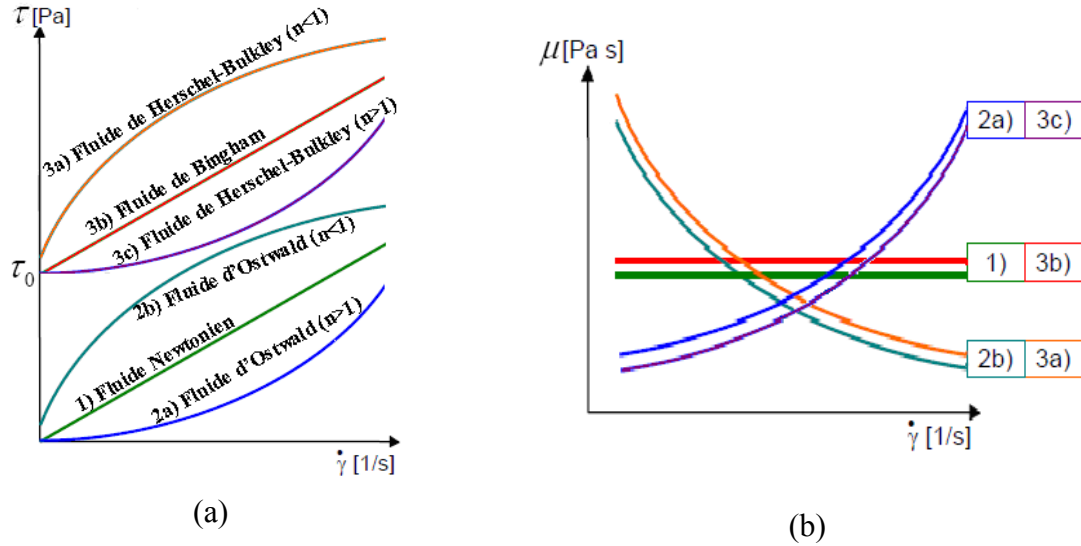 τ [Pa]
3a) Fluide de Herschel-Bulkley (n<1)
3b) Fluide de Bingham
3c) Fluide de Herschel-Bulkley (n>1)
τ₀
2b) Fluide d'Ostwald (n<1)
1) Fluide Newtonien
2a) Fluide d'Ostwald (n>1)
γ̇ [1/s]
(a)
μ [Pa s]
2a) 3c)
1) 3b)
2b) 3a)
γ̇ [1/s]
(b)